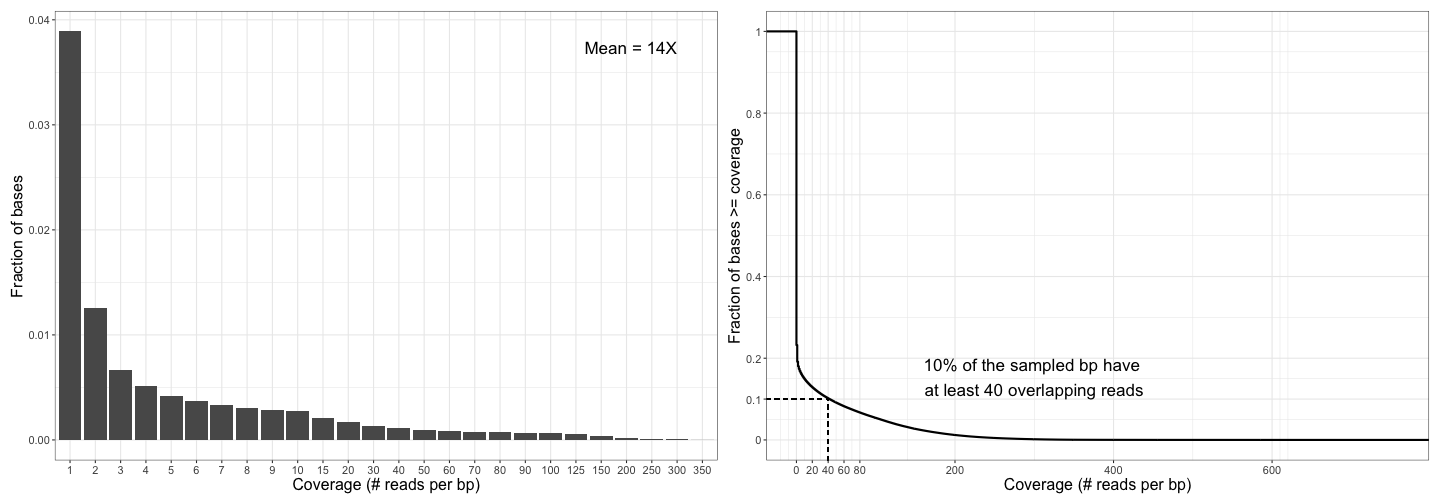 0.04
0.03
0.02
0.01
0.00
Fraction of bases
Mean = 14X
1 2 3 4 5 6 7 8 9 10 15 20 30 40 50 60 70 80 90 100 125 150 200 250 300 350
Coverage (# reads per bp)
1
0.8
0.6
0.4
0.2
0.1
0
Fraction of bases >= coverage
10% of the sampled bp have
at least 40 overlapping reads
0 20 40 60 80 200 400 600
Coverage (# reads per bp)